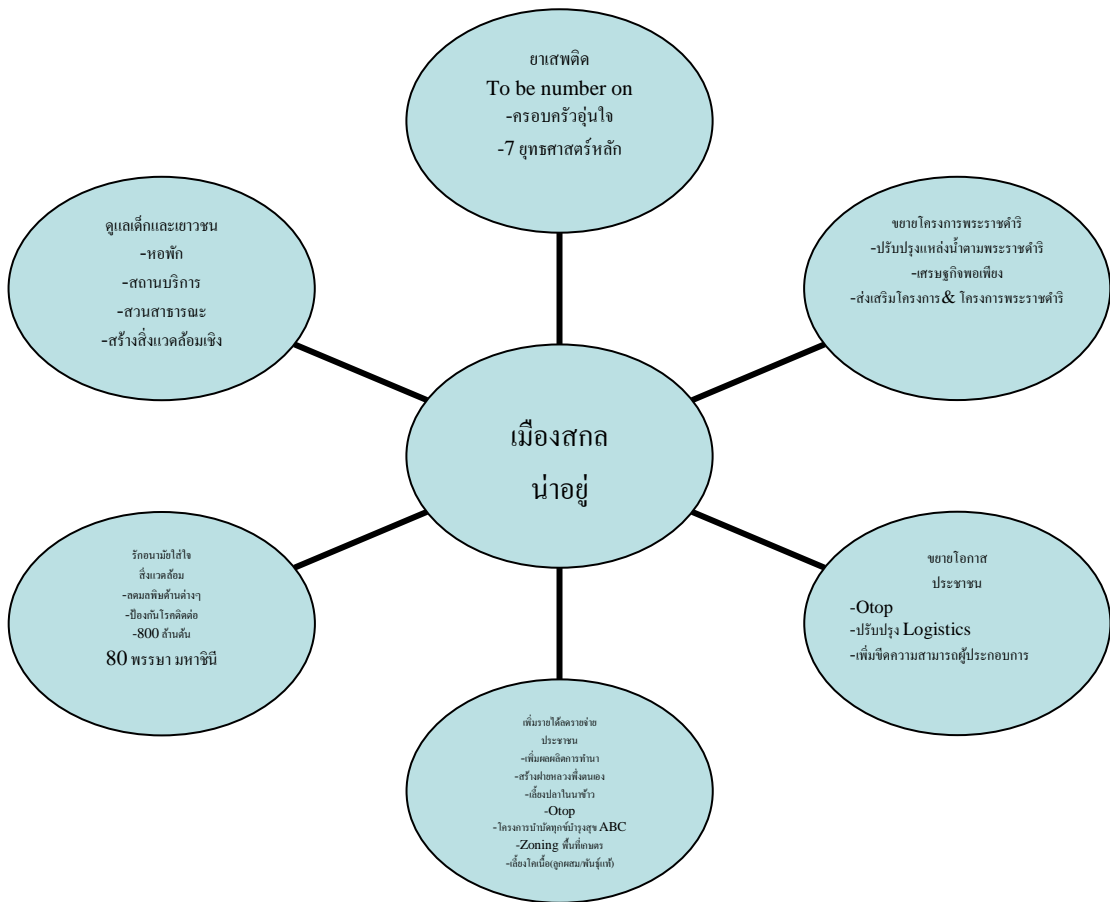 ยาเสพติด
To be number on
-ครอบครัวอุ่นใจ
-7 ยุทธศาสตร์หลัก
ดูแลเด็กและเยาวชน
-หอพัก
-สถานบริการ
-สวนสาธารณะ
-สร้างสิ่งแวดล้อมเชิง
ขยายโครงการพระราชดำริ
-ปรับปรุงแหล่งน้ำตามพระราชดำริ
-เศรษฐกิจพอเพียง
-ส่งเสริมโครงการ& โครงการพระราชดำริ
เมืองสกล
น่าอยู่
รักอนามัยใส่ใจ
สิ่งแวดล้อม
-ลดมลพิษด้านต่างๆ
-ป้องกันโรคติดต่อ
-800 ล้านต้น
80 พรรษา มหาชินี
ขยายโอกาส
ประชาชน
-Otop
-ปรับปรุง Logistics
-เพิ่มขีดความสามารถผู้ประกอบการ
เพิ่มรายได้ลดรายจ่าย
ประชาชน
-เพิ่มผลผลิตการทำนา
-สร้างฝายหลวงพึ่งตนเอง
-เลี้ยงปลาในนาข้าว
-Otop
-โครงการบำบัดทุกข์บำรุงสุข ABC
-Zoning พื้นที่เกษตร
-เลี้ยงโคเนื้อ(ลูกผสม/พันธุ์แท้)